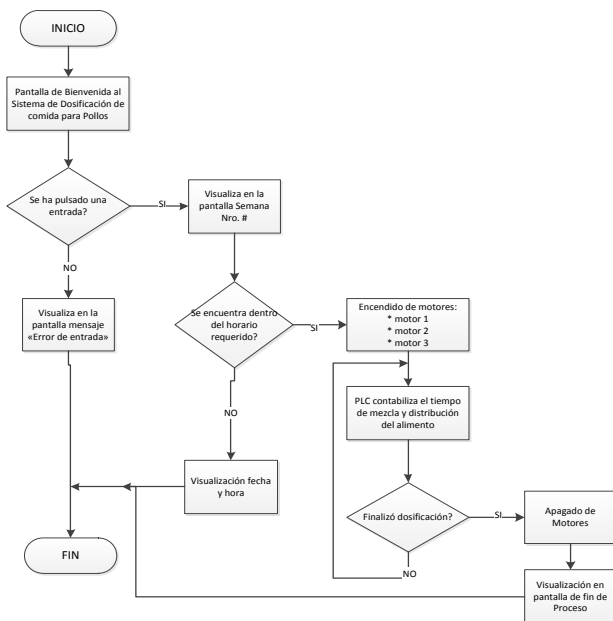 INICIO
Pantalla de Bienvenida al
Sistema de Dosificación de
comida para Pollos
Se ha pulsado una
entrada?
SI
Visualiza en la
pantalla Semana
Nro. #
NO
Visualiza en la
pantalla mensaje
«Error de entrada»
Se encuentra dentro
del horario
requerido?
SI
Encendido de motores:
* motor 1
* motor 2
* motor 3
NO
PLC contabiliza el tiempo
de mezcla y distribución
del alimento
Visualización fecha
y hora
Finalizó dosificación?
SI
Apagado de
Motores
NO
FIN
Visualización en
pantalla de fin de
Proceso